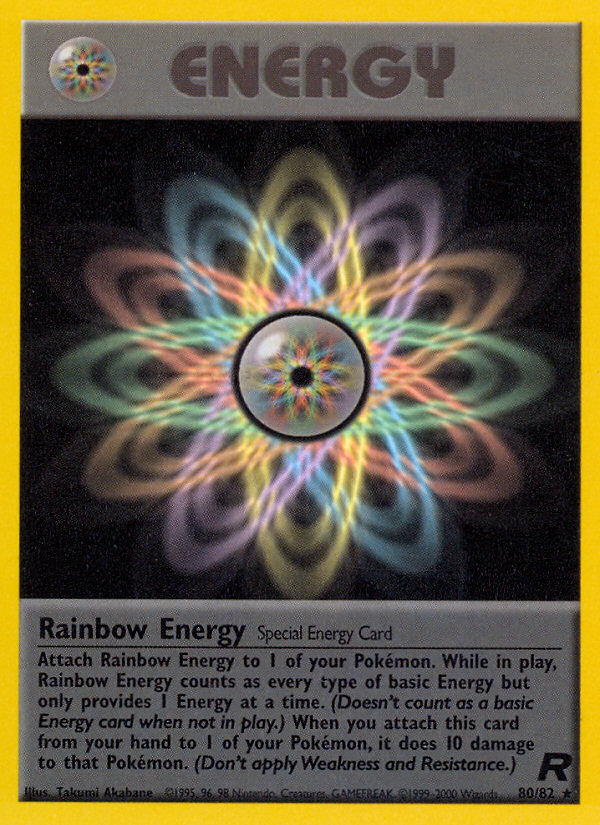 ENERGY
Rainbow Energy Special Energy Card
Attach Rainbow Energy to 1 of your Pokémon. While in play,
Rainbow Energy counts as every type of basic Energy but
only provides 1 Energy at a time. (Doesn't count as a basic
Energy card when not in play.) When you attach this card
from your hand to 1 of your Pokémon, it does 10 damage
to that Pokémon. (Don't apply Weakness and Resistance.)
R
Illus. Takumi Akabane ©1995, 96, 98 Nintendo, Creatures, GAMEFREAK. ©1999-2000 Wizards. 80/82 ★